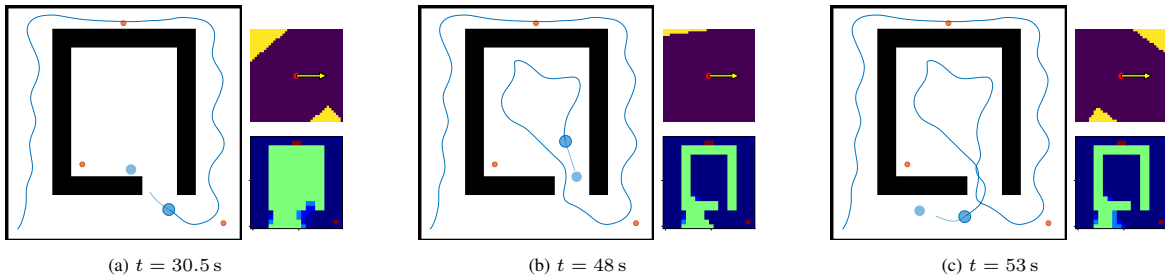 (a) t = 30.5 s
(b) t = 48 s
(c) t = 53 s